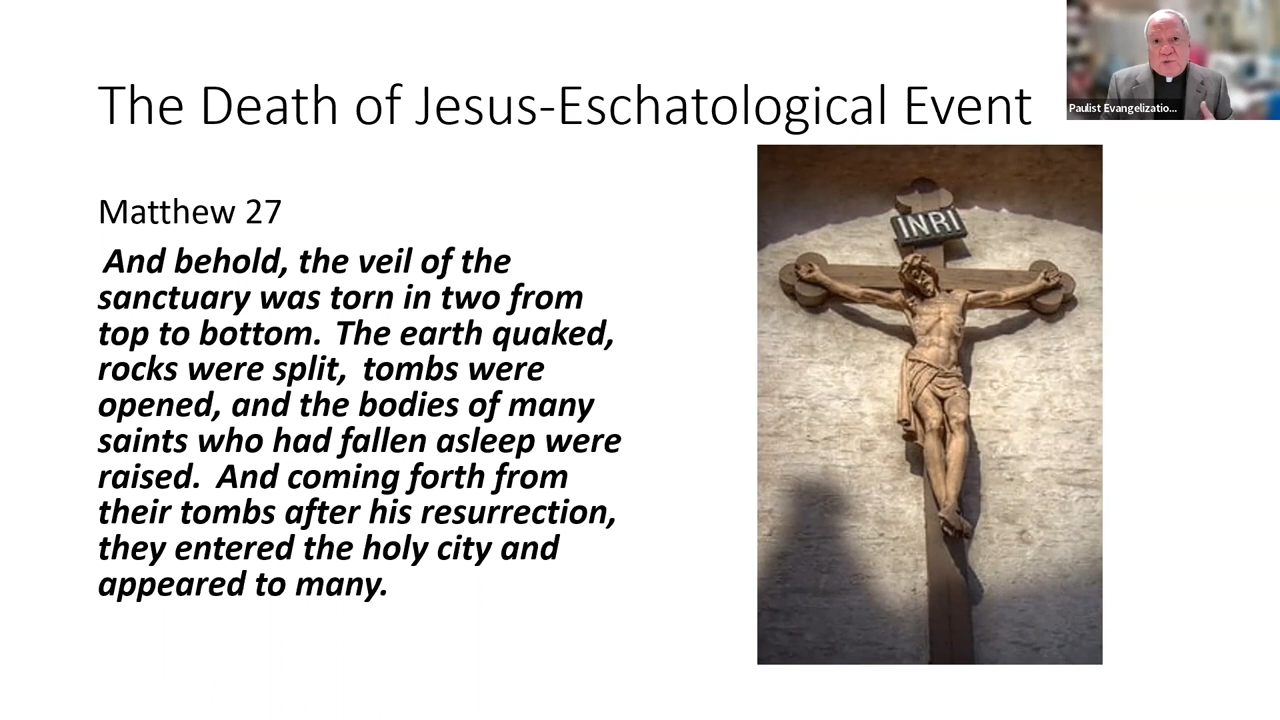 The Death of Jesus-Eschatological Event
Paulist Evangelizatio...
Matthew 27
And behold, the veil of the
sanctuary was torn in two from
top to bottom. The earth quaked,
rocks were split, tombs were
opened, and the bodies of many
saints who had fallen asleep were
raised. And coming forth from
their tombs after his resurrection,
they entered the holy city and
appeared to many.
INRI